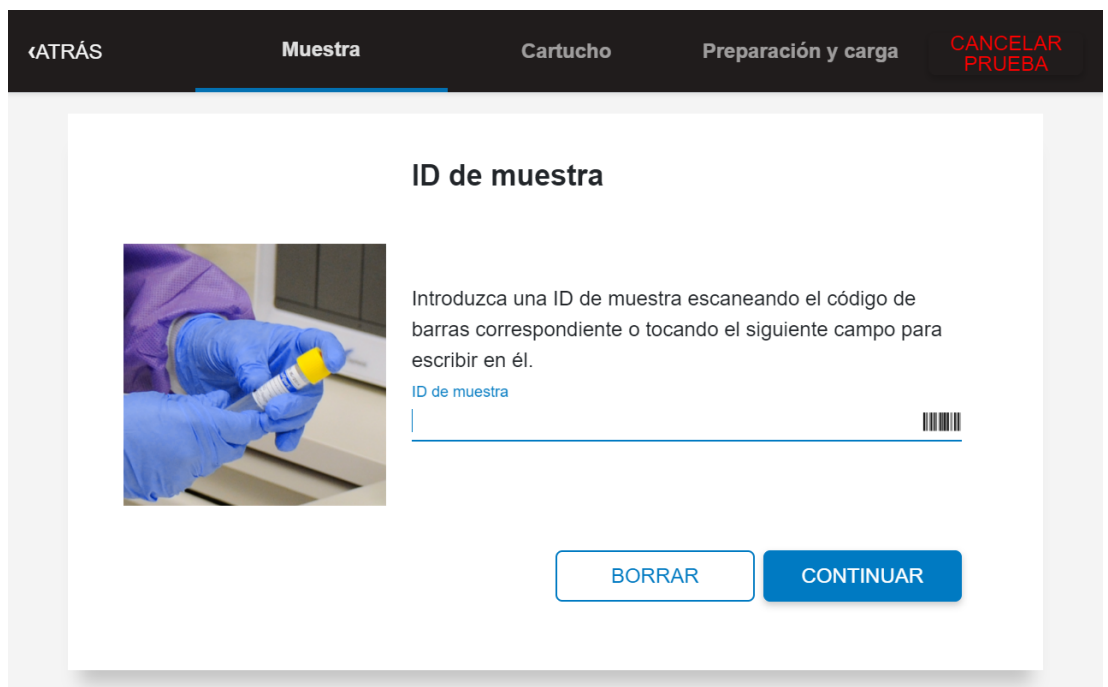 ‹ATRÁS
Muestra
Cartucho
Preparación y carga
CANCELAR
PRUEBA
ID de muestra
Introduzca una ID de muestra escaneando el código de
barras correspondiente o tocando el siguiente campo para
escribir en él.
ID de muestra
BORRAR
CONTINUAR